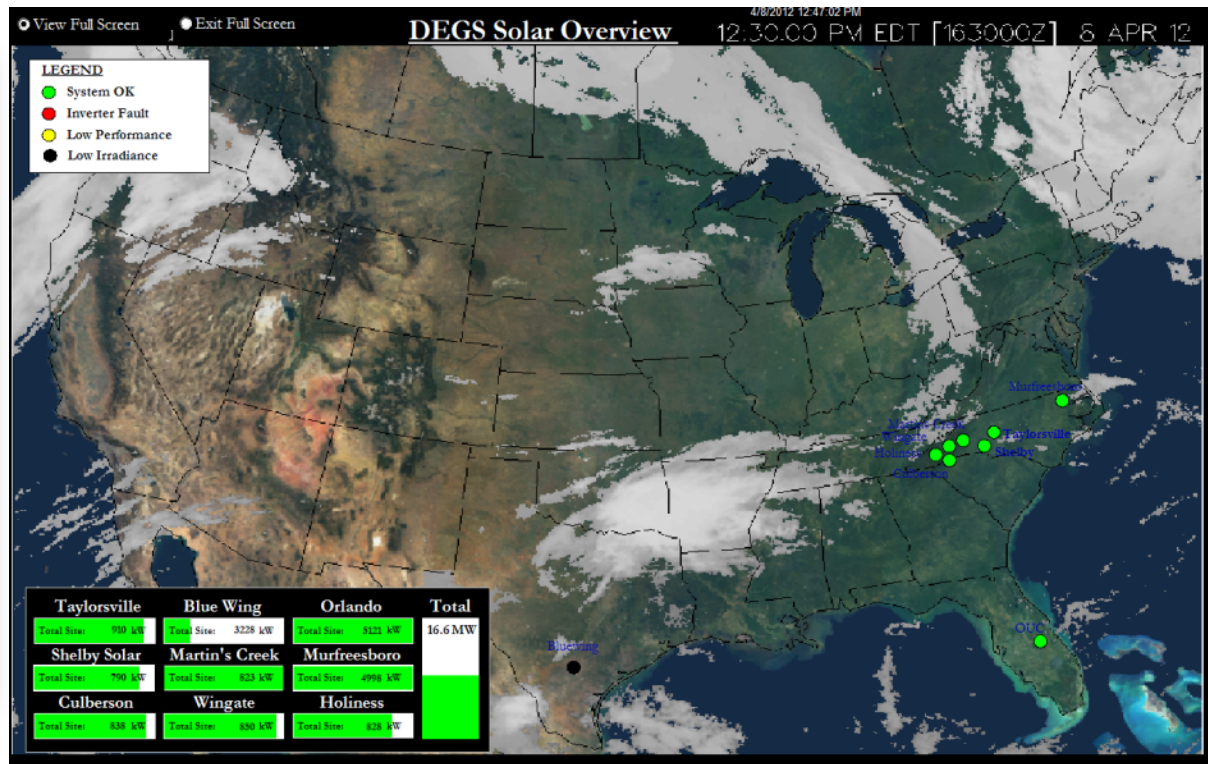 View Full Screen
Exit Full Screen
DEGS Solar Overview
4/8/2012 12:47:02 PM
12:30:00 PM EDT [163000Z] 8 APR 12
LEGEND
System OK
Inverter Fault
Low Performance
Low Irradiance
Murfreesboro
Martins Creek
Taylorsville
Wingate
Holiness
Shelby
Culberson
OUC
Bluewing
Taylorsville Blue Wing Orlando Total
Total Site: 910 kW Total Site: 3228 kW Total Site: 5121 kW 16.6 MW
Shelby Solar Martin's Creek Murfreesboro
Total Site: 790 kW Total Site: 823 kW Total Site: 4998 kW
Culberson Wingate Holiness
Total Site: 838 kW Total Site: 850 kW Total Site: 828 kW